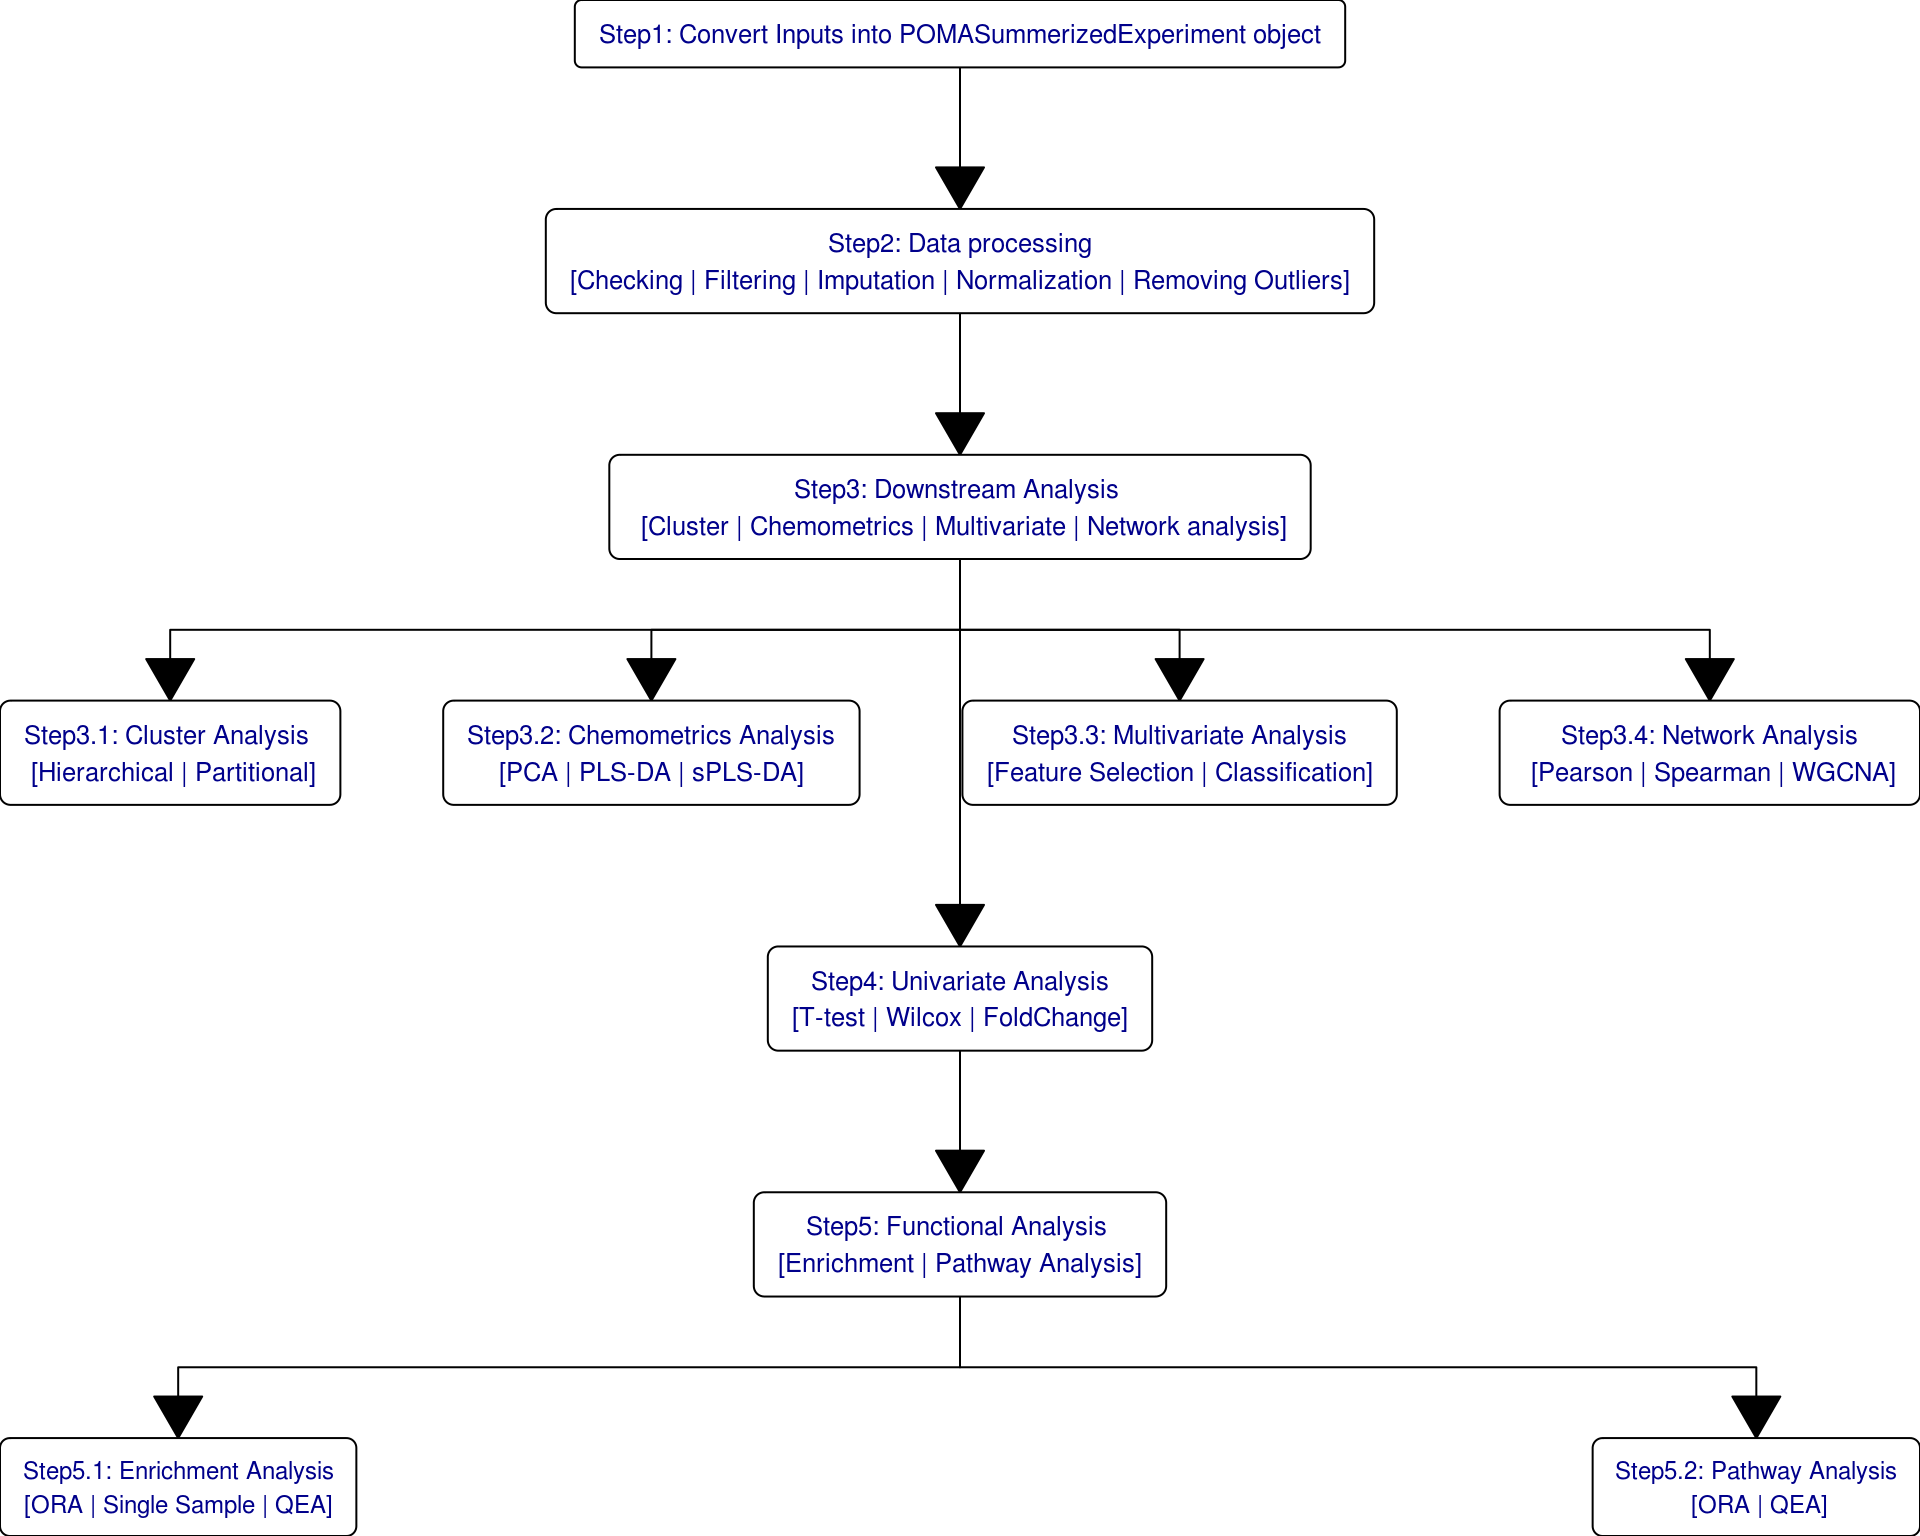 Step1: Convert Inputs into POMASummerizedExperiment object
Step2: Data processing
[Checking | Filtering | Imputation | Normalization | Removing Outliers]
Step3: Downstream Analysis
[Cluster | Chemometrics | Multivariate | Network analysis]
Step3.1: Cluster Analysis
[Hierarchical | Partitional]
Step3.2: Chemometrics Analysis
[PCA | PLS-DA | sPLS-DA]
Step3.3: Multivariate Analysis
[Feature Selection | Classification]
Step3.4: Network Analysis
[Pearson | Spearman | WGCNA]
Step4: Univariate Analysis
[T-test | Wilcox | FoldChange]
Step5: Functional Analysis
[Enrichment | Pathway Analysis]
Step5.1: Enrichment Analysis
[ORA | Single Sample | QEA]
Step5.2: Pathway Analysis
[ORA | QEA]